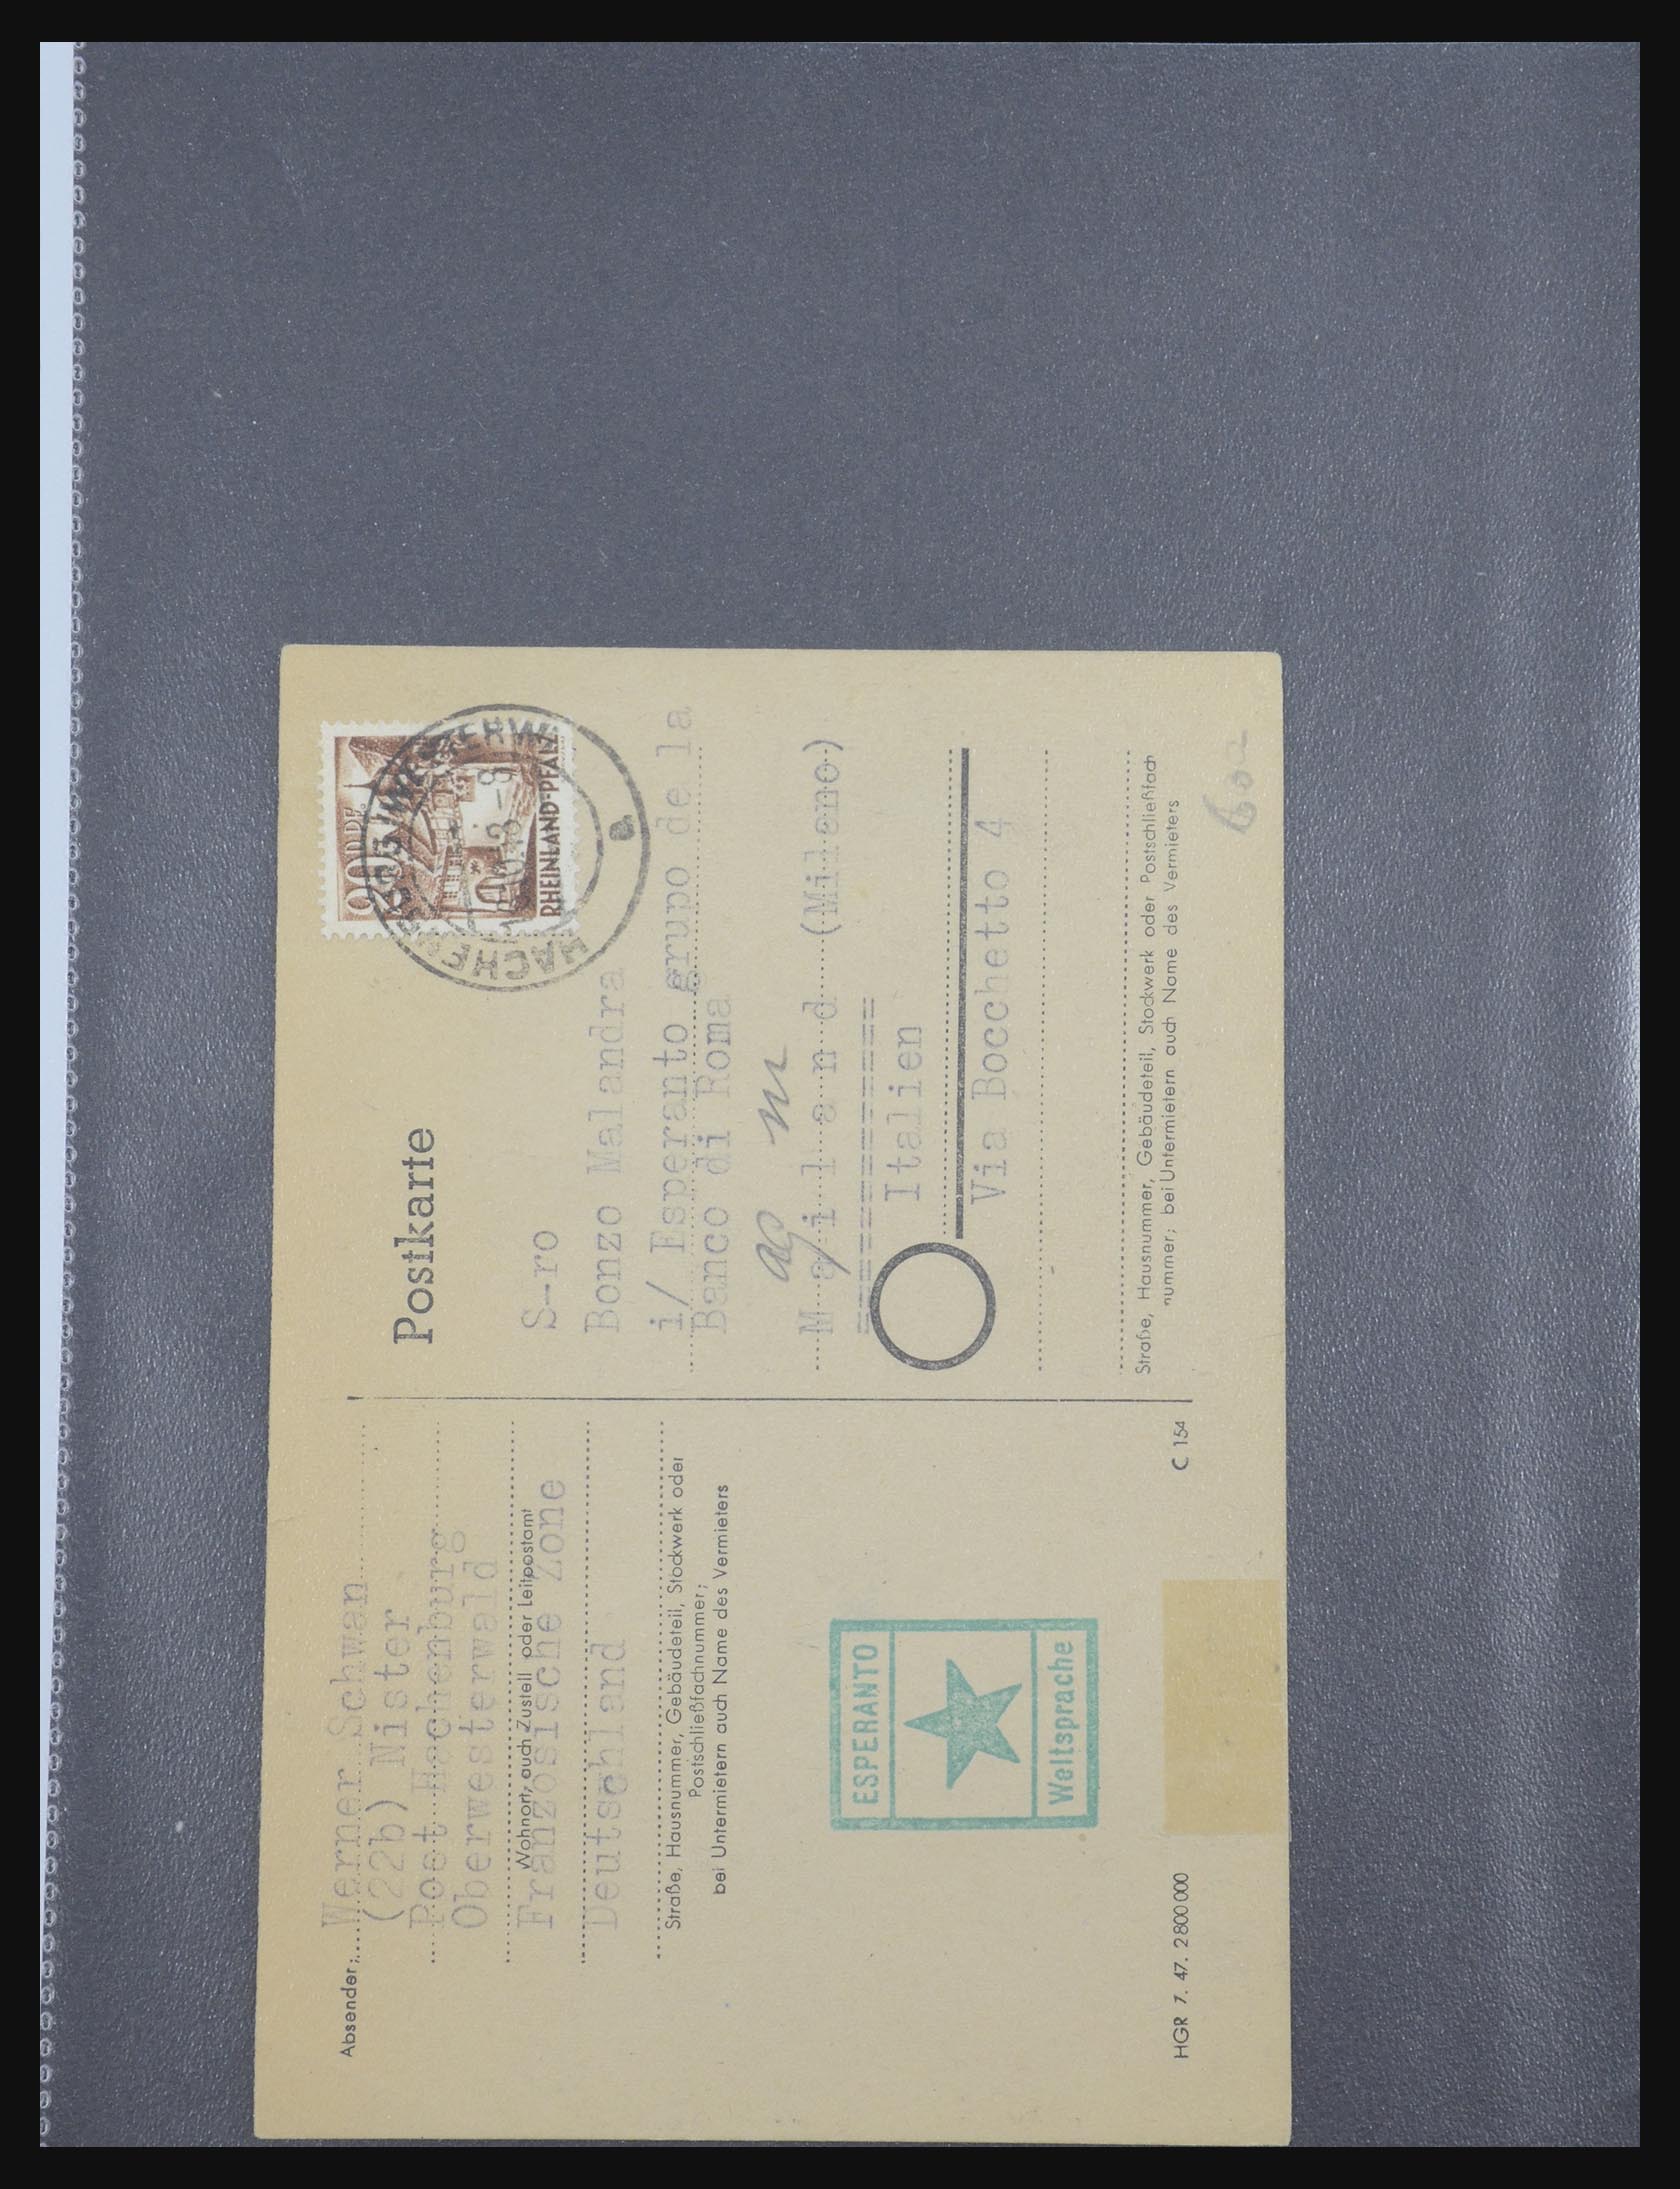 Absender: Werner Schwan
(22b) Nister
Post Hachenburg
Oberwesterwald
Wohnort, auch Zustell oder Leitpostamt
Französische Zone
Deutschland
Straße, Hausnummer, Gebäudeteil, Stockwerk oder
Postschließfachnummer;
bei Untermietern auch Name des Vermieters
ESPERANTO
Weltsprache
HGR 7. 47. 2800000
C 154
Postkarte
RHEINLAND-PFALZ
a
S-ro
Bonzo Malandra
i/ Esperanto grupo de la
Banco di Roma
M a i l a n d (Milano)
===============
Italien
Via Bocchetto 4
Straße, Hausnummer, Gebäudeteil, Stockwerk oder Postschließfach
nummer; bei Untermietern auch Name des Vermieters